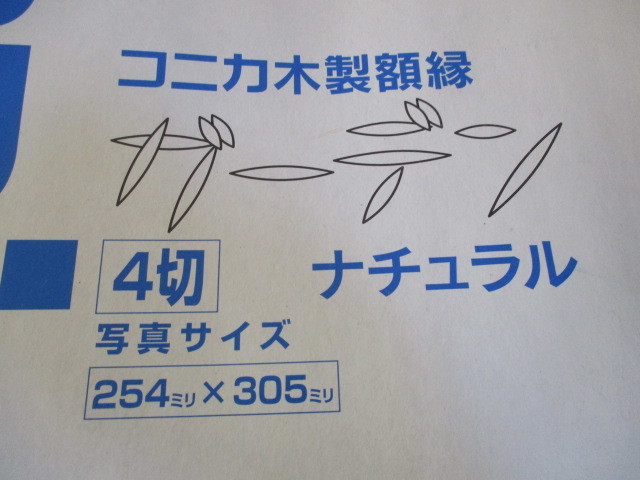 コニカ木製額縁
ガーデン
4切 ナチュラル
写真サイズ
254ミリ×305ミリ